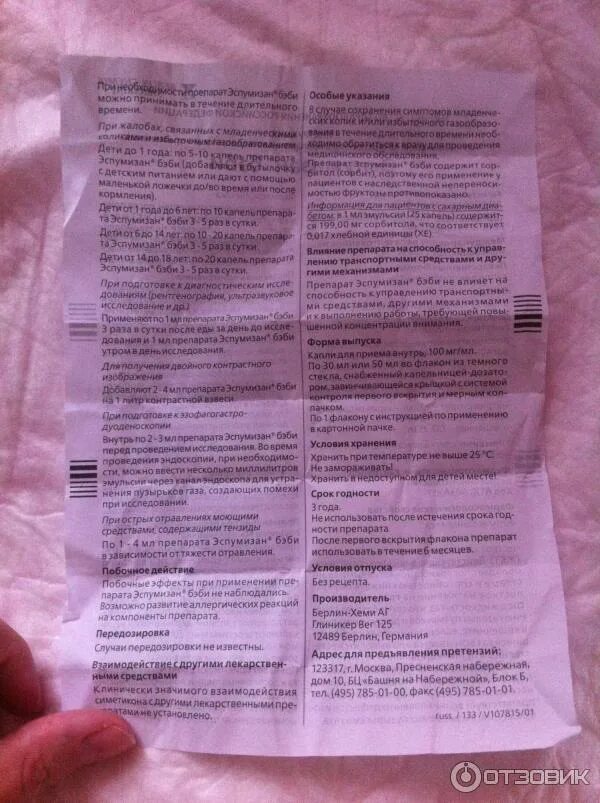 При необходимости препарат Эспумизан® бэби
можно принимать в течение длительного
времени.
При жалобах, связанных с младенческими
коликами и избыточным газообразованием
Дети до 1 года: по 5-10 капель препарата
Эспумизан® бэби (добавляют в бутылочку
с детским питанием или дают с помощью
маленькой ложечки до/во время или после
кормления).
Дети от 1 года до 6 лет: по 10 капель препара-
та Эспумизан® бэби 3 - 5 раз в сутки.
Дети от 6 до 14 лет: по 10 - 20 капель препара-
та Эспумизан® бэби 3 - 5 раз в сутки.
Дети от 14 до 18 лет: по 20 капель препарата
Эспумизан® бэби 3 - 5 раз в сутки.
При подготовке к диагностическим иссле-
дованиям (рентгенография, ультразвуковое
исследование и др.)
Применяют по 1 мл препарата Эспумизан® бэби
3 раза в сутки после еды за день до исследо-
вания и 1 мл препарата Эспумизан® бэби
утром в день исследования.
Для получения двойного контрастного
изображения
Добавляют 2 - 4 мл препарата Эспумизан® бэби
на 1 литр контрастной взвеси.
При подготовке к эзофагогастро-
дуоденоскопии
Внутрь по 2 - 3 мл препарата Эспумизан® бэби
перед проведением исследования. Во время
проведения эндоскопии, при необходимо-
сти, можно ввести несколько миллилитров
эмульсии через канал эндоскопа для устра-
нения пузырьков газа, создающих помехи
при исследовании.
При острых отравлениях моющими
средствами, содержащими тензиды
По 1 - 4 мл препарата Эспумизан® бэби
в зависимости от тяжести отравления.
Побочное действие
Побочные эффекты при применении пре-
парата Эспумизан® бэби не наблюдались.
Возможно развитие аллергических реакций
на компоненты препарата.
Передозировка
Случаи передозировки не известны.
Взаимодействие с другими лекарствен-
ными средствами
Клинически значимого взаимодействия
симетикона с другими лекарственными пре-
паратами не установлено.
Особые указания
В случае сохранения симптомов младенче-
ских колик и/или избыточного газообразо-
вания в течение длительного времени необ-
ходимо обратиться к врачу для проведения
медицинского обследования.
Препарат Эспумизан® бэби содержит сор-
битол (сорбит), поэтому его применение у
пациентов с наследственной непереносимо-
стью фруктозы противопоказано.
Информация для пациентов с сахарным диа-
бетом: в 1 мл эмульсии (25 капель) содержит-
ся 199,00 мг сорбитола, что соответствует
0,017 хлебной единицы (ХЕ).
Влияние препарата на способность к управ-
лению транспортными средствами и дру-
гими механизмами
Препарат Эспумизан® бэби не влияет на
способность к управлению транспортны-
ми средствами, другими механизмами
и к выполнению работы, требующей повы-
шенной концентрации внимания.
Форма выпуска
Капли для приема внутрь, 100 мг/мл.
По 30 мл или 50 мл во флакон из темного
стекла, снабженный капельницей-дозато-
ром, завинчивающейся крышкой с системой
контроля первого вскрытия и мерным кол-
пачком.
По 1 флакону с инструкцией по применению
в картонной пачке.
Условия хранения
Хранить при температуре не выше 25 °C.
Не замораживать!
Хранить в недоступном для детей месте!
Срок годности
3 года.
Не использовать после истечения срока год-
ности препарата.
После первого вскрытия флакона препарат
использовать в течение 6 месяцев.
Условия отпуска
Без рецепта.
Производитель
Берлин-Хеми АГ
Глиникер Вег 125
12489 Берлин, Германия
Адрес для предъявления претензий:
123317, г. Москва, Пресненская набережная,
дом 10, БЦ «Башня на Набережной», Блок Б,
тел. (495) 785-01-00, факс (495) 785-01-01.
russ. / 133 / V107815/01
ОТЗОВИК